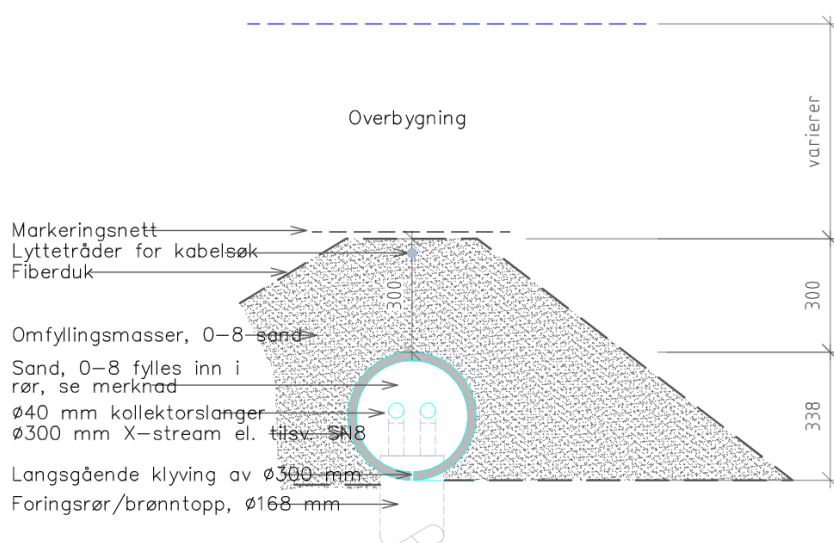 Overbygning
varierer
Markeringsnett
Lyttetråder for kabelsøk
Fiberduk
300
300
Omfyllingsmasser, 0-8 sand
Sand, 0-8 fylles inn i
rør, se merknad
ø40 mm kollektorslanger
ø300 mm X-stream el. tilsv. SN8
338
Langsgående klyving av ø300 mm
Foringsrør/brønntopp, ø168 mm